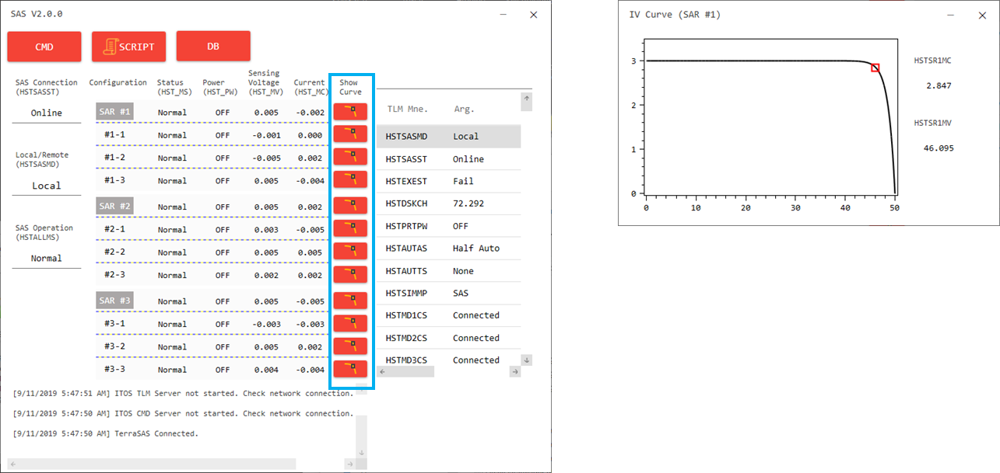 SAS V2.0.0
CMD
SCRIPT
DB
SAS Connection
(HSTSASST)
Online
Local/Remote
(HSTSASMD)
Local
SAS Operation
(HSTALLMS)
Normal
Configuration Status (HST_MS) Power (HST_PW) Sensing Voltage (HST_MV) Current (HST_MC) Show Curve
SAR #1 Normal OFF 0.005 -0.002
#1-1 Normal OFF -0.001 0.000
#1-2 Normal OFF -0.005 0.002
#1-3 Normal OFF 0.005 -0.004
SAR #2 Normal OFF 0.005 0.002
#2-1 Normal OFF 0.003 -0.005
#2-2 Normal OFF 0.005 0.005
#2-3 Normal OFF 0.002 0.002
SAR #3 Normal OFF 0.005 -0.005
#3-1 Normal OFF -0.003 -0.003
#3-2 Normal OFF 0.005 0.002
#3-3 Normal OFF 0.004 -0.004
TLM Mne. Arg.
HSTSASMD Local
HSTSASST Online
HSTEXEST Fail
HSTDSKCH 72.292
HSTPRTPW OFF
HSTAUTAS Half Auto
HSTAUTTS None
HSTSIMMP SAS
HSTMD1CS Connected
HSTMD2CS Connected
HSTMD3CS Connected
[9/11/2019 5:47:51 AM] ITOS TLM Server not started. Check network connection.
[9/11/2019 5:47:50 AM] ITOS CMD Server not started. Check network connection.
[9/11/2019 5:47:50 AM] TerraSAS Connected.
IV Curve (SAR #1)
3
2
1
0
0 10 20 30 40 50
HSTSR1MC
2.847
HSTSR1MV
46.095